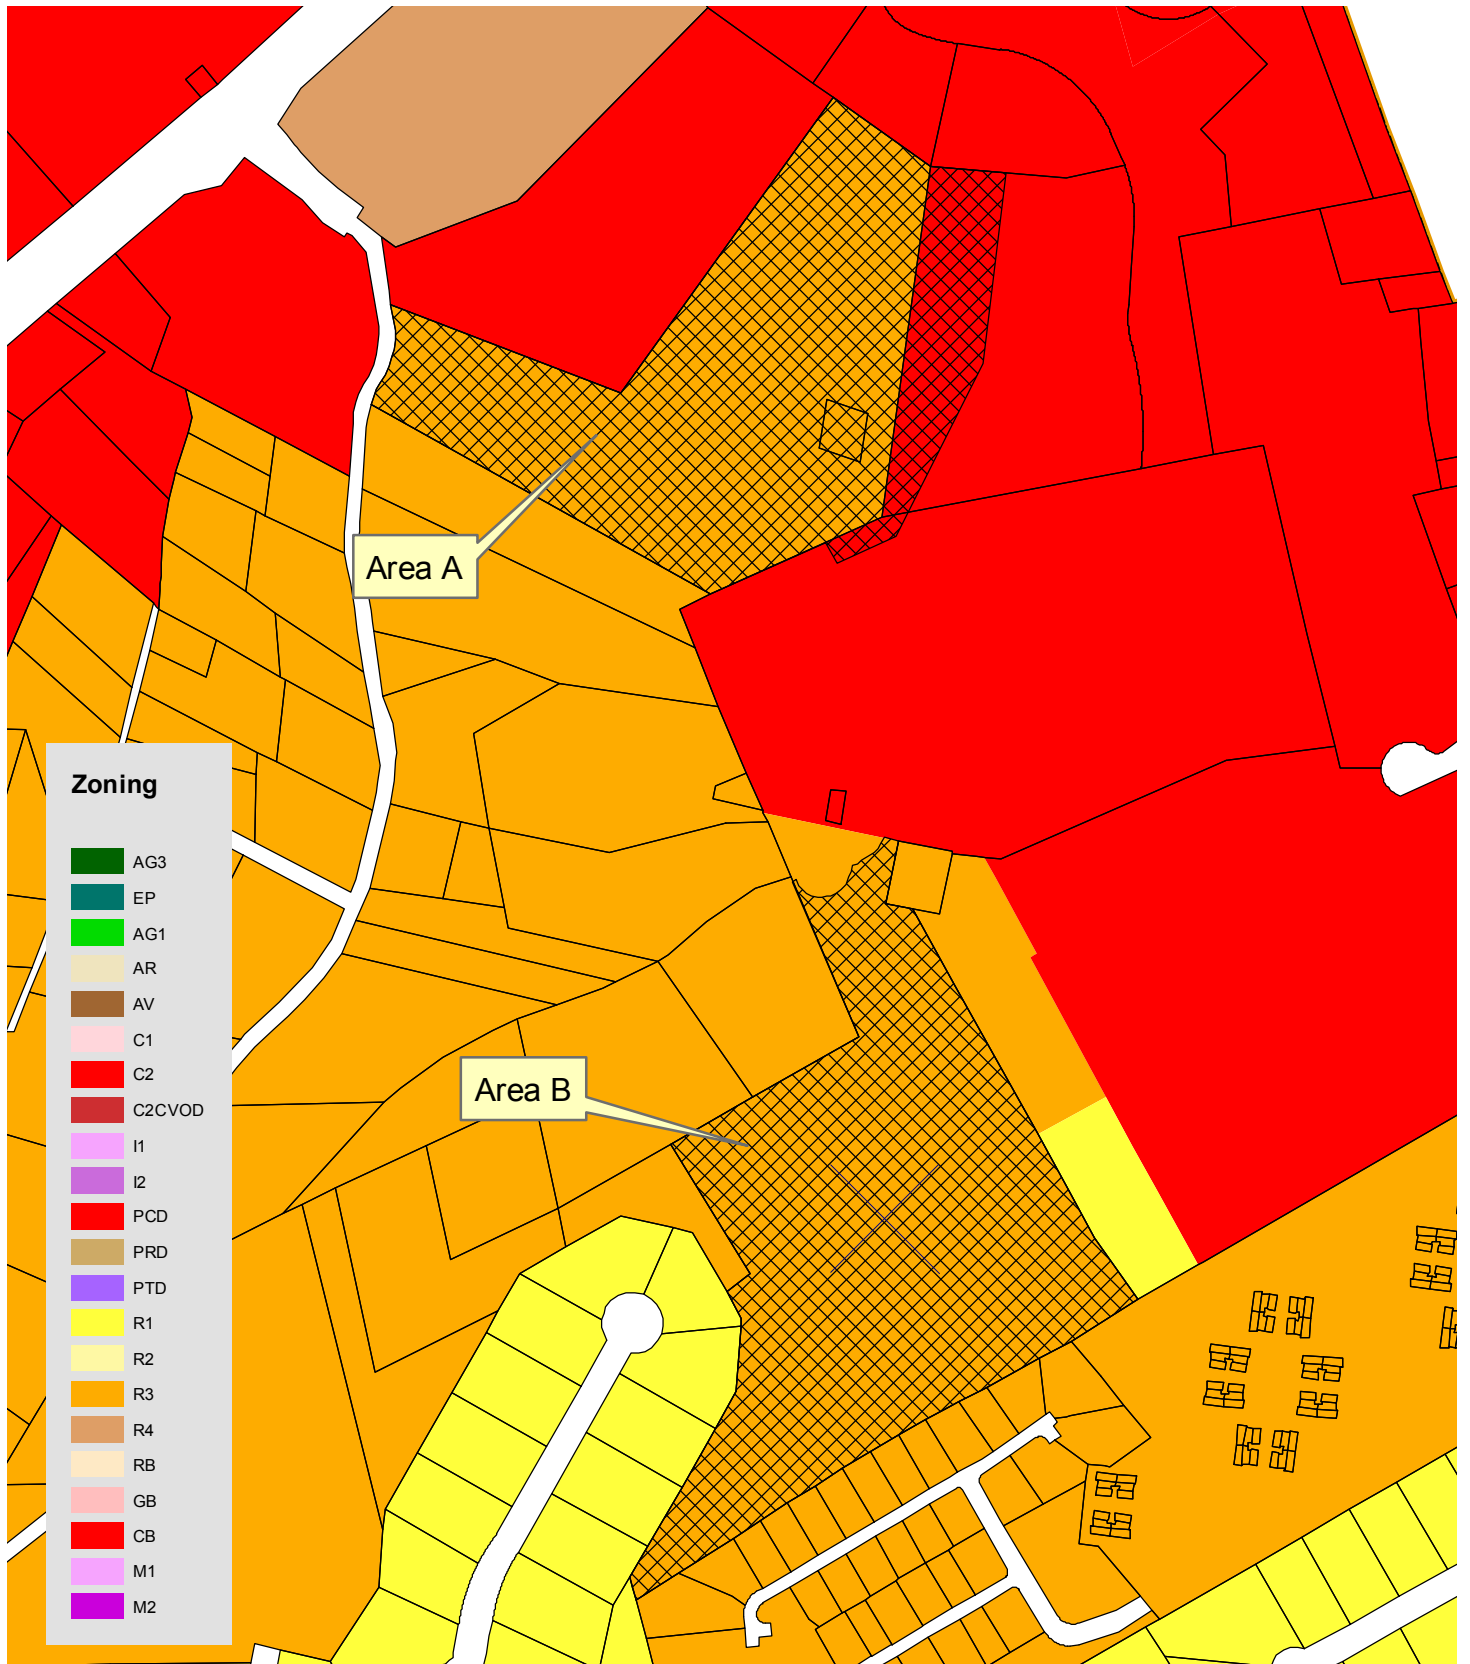 Area A
Area B
Zoning
AG3
EP
AG1
AR
AV
C1
C2
C2CVOD
I1
I2
PCD
PRD
PTD
R1
R2
R3
R4
RB
GB
CB
M1
M2